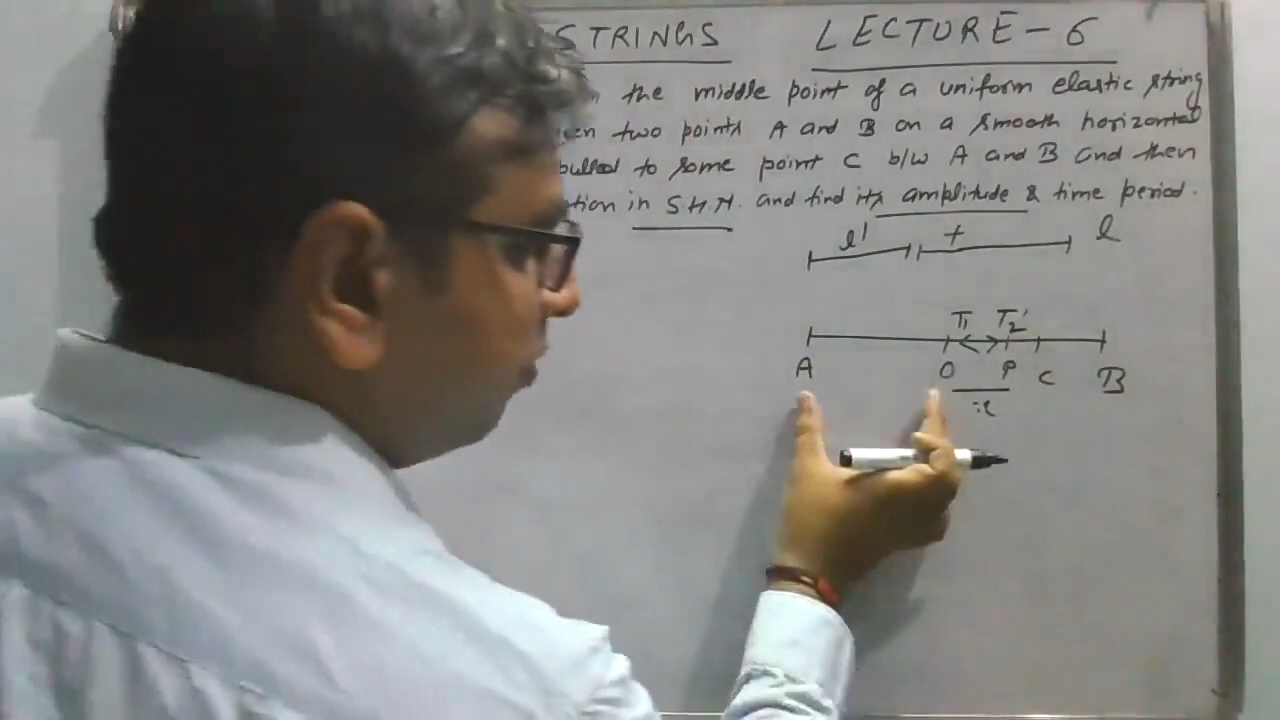 STRINGS LECTURE-6
the middle point of a uniform elastic string
two points A and B on a smooth horizontal
pulled to some point C b/w A and B and then
in S.H.M. and find its amplitude & time period.
l' + l
T₁ T₂'
A O P C B
x